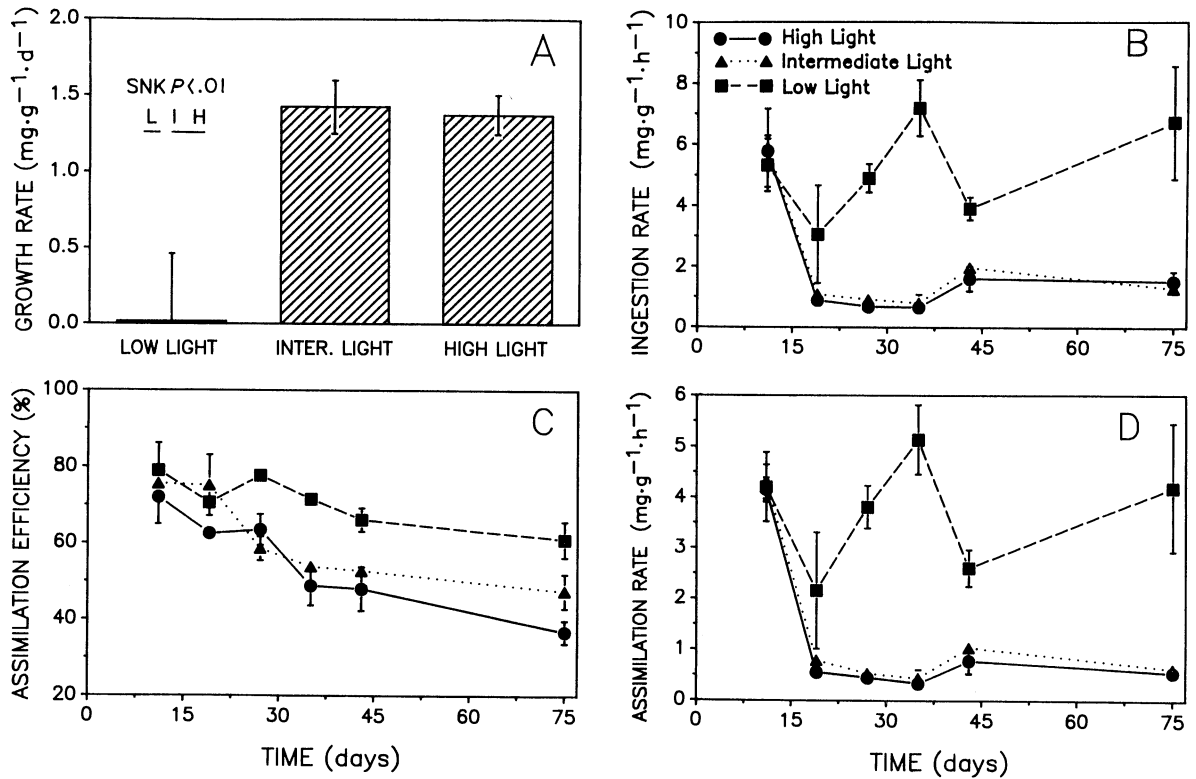 A
GROWTH RATE (mg·g⁻¹·d⁻¹)
2.0
1.5
1.0
0.5
0.0
SNK P<.01
L I H
LOW LIGHT
INTER. LIGHT
HIGH LIGHT
B
INGESTION RATE (mg·g⁻¹·h⁻¹)
10
8
6
4
2
0
High Light
Intermediate Light
Low Light
0 15 30 45 60 75
C
ASSIMILATION EFFICIENCY (%)
100
80
60
40
20
0 15 30 45 60 75
TIME (days)
D
ASSIMILATION RATE (mg·g⁻¹·h⁻¹)
6
5
4
3
2
1
0
0 15 30 45 60 75
TIME (days)